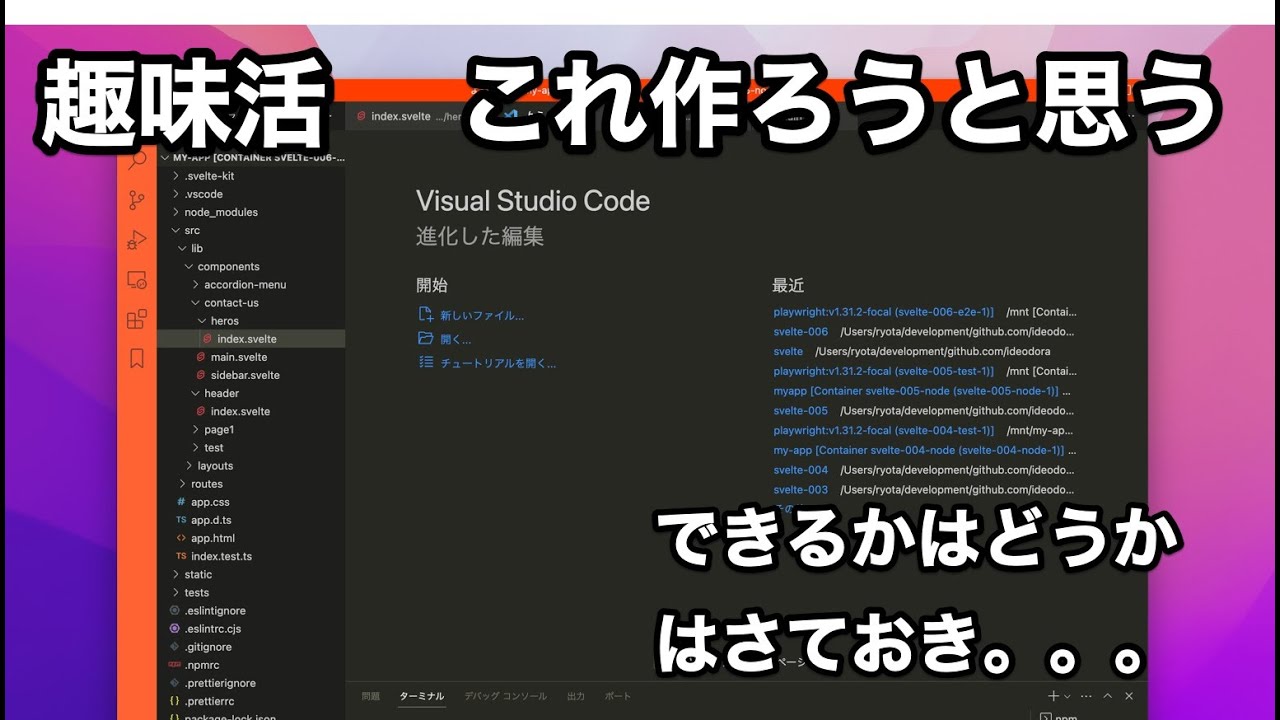 趣味活 これ作ろうと思う
index.svelte .../her
MY-APP [CONTAINER SVELTE-006-...
.svelte-kit
.vscode
node_modules
src
lib
components
accordion-menu
contact-us
heros
index.svelte
main.svelte
sidebar.svelte
header
index.svelte
page1
test
layouts
routes
app.css
TS app.d.ts
app.html
TS index.test.ts
static
tests
.eslintignore
.eslintrc.cjs
.gitignore
.npmrc
.prettierignore
.prettierrc
package-lock.json
Visual Studio Code
進化した編集
開始
新しいファイル...
開く...
チュートリアルを開く...
最近
playwright:v1.31.2-focal (svelte-006-e2e-1)] /mnt [Contai...
svelte-006 /Users/ryota/development/github.com/ideodo...
svelte /Users/ryota/development/github.com/ideodora
playwright:v1.31.2-focal (svelte-005-test-1)] /mnt [Contai...
myapp [Container svelte-005-node (svelte-005-node-1)] ...
svelte-005 /Users/ryota/development/github.com/ideodo...
playwright:v1.31.2-focal (svelte-004-test-1)] /mnt/my-ap...
my-app [Container svelte-004-node (svelte-004-node-1)] ...
svelte-004 /Users/ryota/development/github.com/ideodo...
svelte-003 /Users/ryota/development/github.com/ideodo...
できるかはどうか
はさておき。。。
問題 ターミナル デバッグ コンソール 出力 ポート
npm